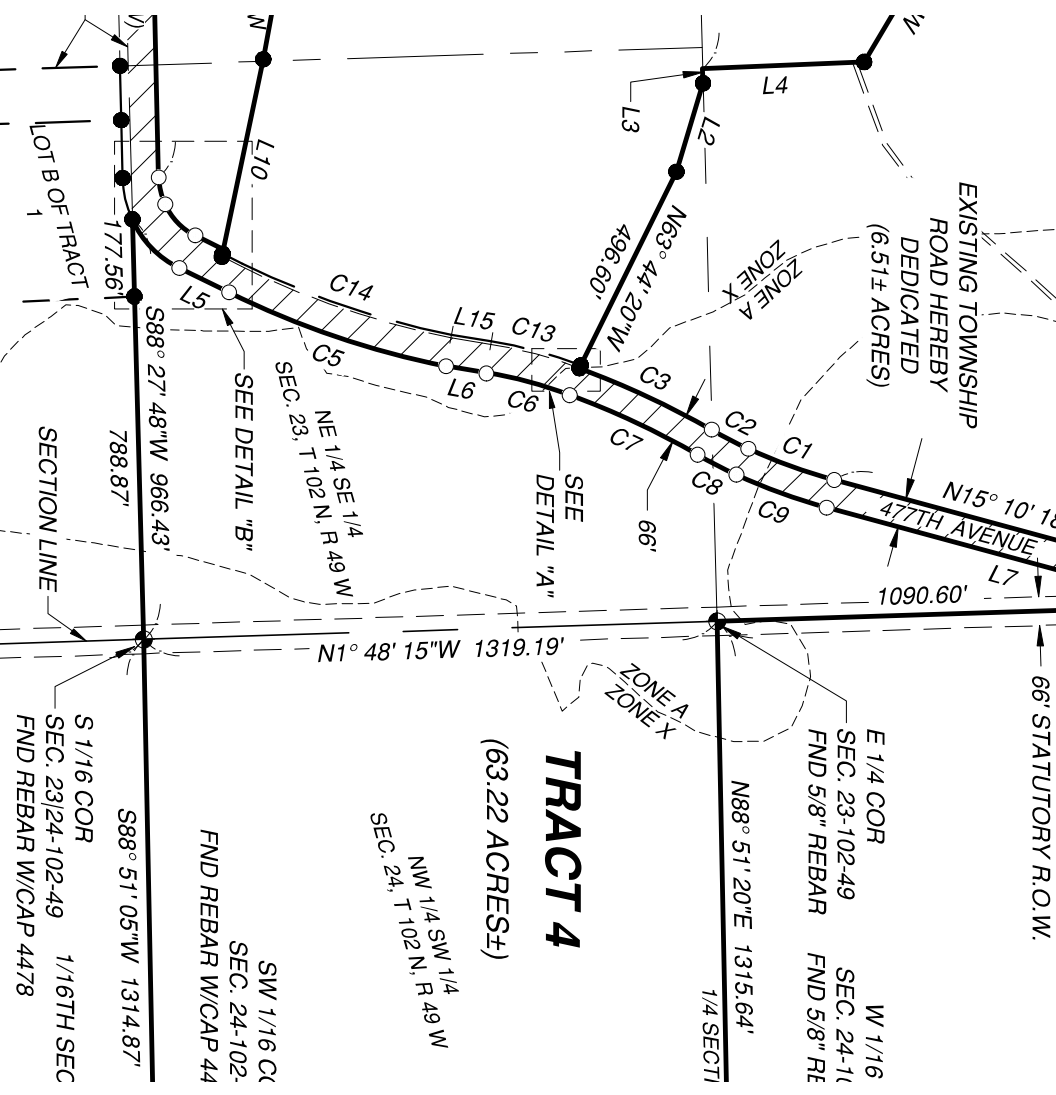 N
N
L4
L3
L2
L10
LOT B OF TRACT
1
N63° 44' 20"W
496.60'
ZONE X
ZONE A
EXISTING TOWNSHIP
ROAD HEREBY
DEDICATED
(6.51± ACRES)
177.56'
L5
C14
L15
C13
C5
L6
C6
C3
C2
C1
C7
C8
C9
N15° 10' 18
477TH AVENUE
L7
S88° 27' 48"W 966.43'
788.87'
SECTION LINE
SEE DETAIL "B"
NE 1/4 SE 1/4
SEC. 23, T 102 N, R 49 W
SEE
DETAIL "A"
66'
1090.60'
N1° 48' 15"W 1319.19'
ZONE A
ZONE X
66' STATUTORY R.O.W.
S 1/16 COR
SEC. 23|24-102-49
FND REBAR W/CAP 4478
E 1/4 COR
SEC. 23-102-49
FND 5/8" REBAR
TRACT 4
(63.22 ACRES±)
N88° 51' 20"E 1315.64'
S88° 51' 05"W 1314.87'
NW 1/4 SW 1/4
SEC. 24, T 102 N, R 49 W
SW 1/16 CO
SEC. 24-102-
FND REBAR W/CAP 44
1/16TH SEC
1/4 SECTI
W 1/16
SEC. 24-10
FND 5/8" RE